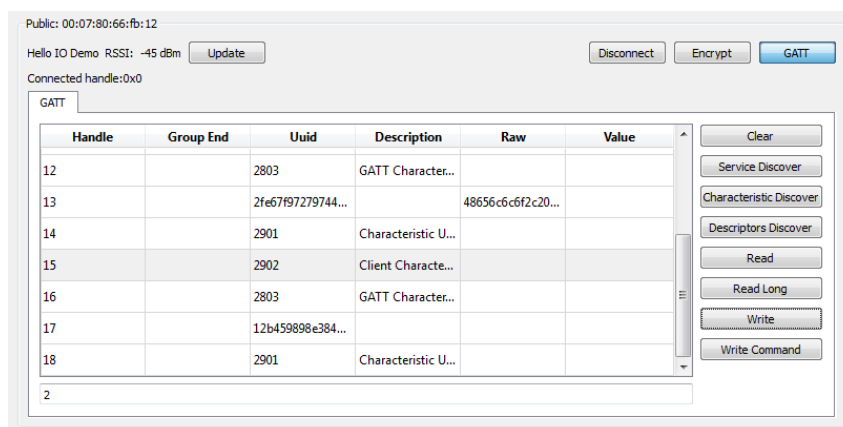 Public: 00:07:80:66:fb:12
Hello IO Demo RSSI: -45 dBm Update Disconnect Encrypt GATT
Connected handle:0x0
GATT
Handle Group End Uuid Description Raw Value Clear
12 2803 GATT Character... Service Discover
13 2fe67f97279744... 48656c6c6f2c20... Characteristic Discover
14 2901 Characteristic U... Descriptors Discover
15 2902 Client Characte... Read
16 2803 GATT Character... Read Long
17 12b459898e384... Write
18 2901 Characteristic U... Write Command
2